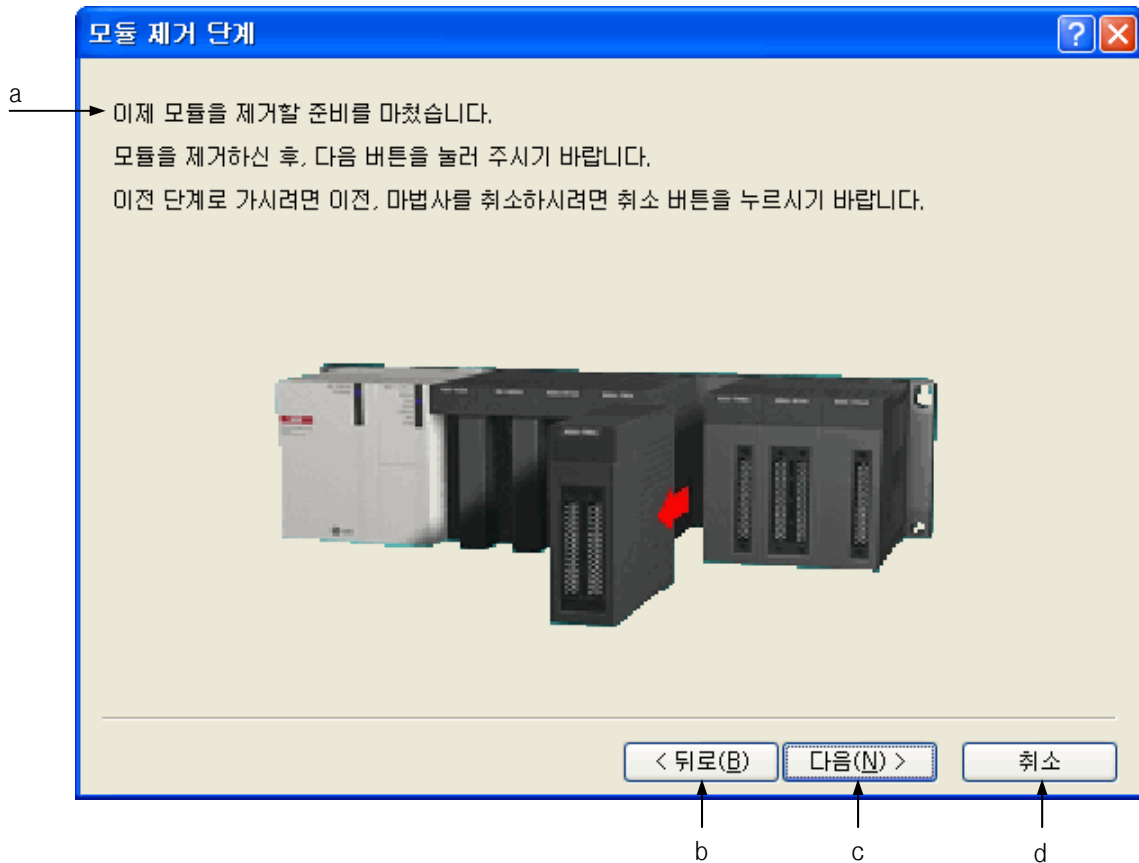 모듈 제거 단계
a
이제 모듈을 제거할 준비를 마쳤습니다.
모듈을 제거하신 후, 다음 버튼을 눌러 주시기 바랍니다.
이전 단계로 가시려면 이전, 마법사를 취소하시려면 취소 버튼을 누르시기 바랍니다.
< 뒤로(B) 다음(N) > 취소
b c d